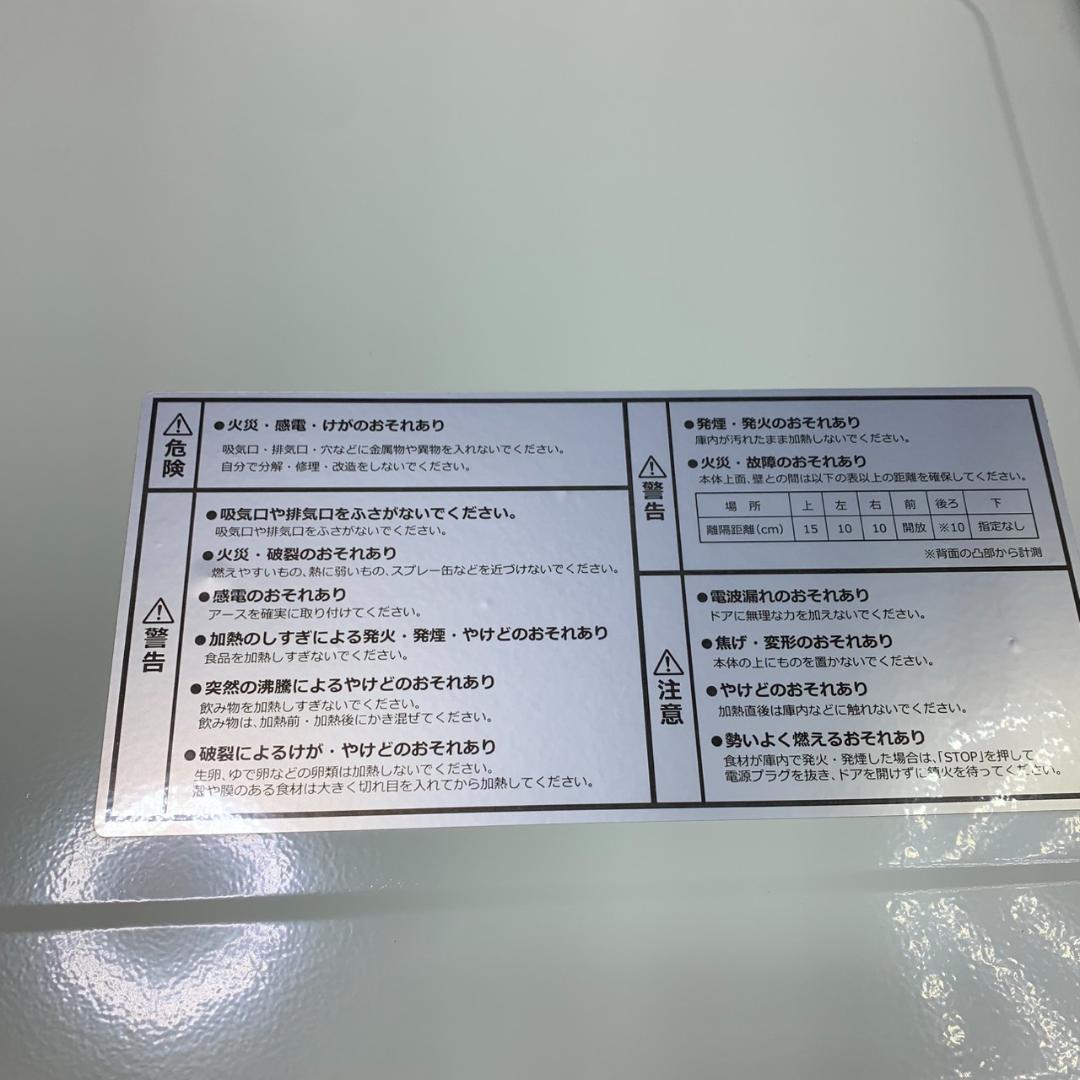 危険
●火災・感電・けがのおそれあり
吸気口・排気口・穴などに金属物や異物を入れないでください。
自分で分解・修理・改造をしないでください。
警告
●吸気口や排気口をふさがないでください。
吸気口や排気口をふさがないでください。
●火災・破裂のおそれあり
燃えやすいもの、熱に弱いもの、スプレー缶などを近づけないでください。
●感電のおそれあり
アースを確実に取り付けてください。
●加熱のしすぎによる発火・発煙・やけどのおそれあり
食品を加熱しすぎないでください。
●突然の沸騰によるやけどのおそれあり
飲み物を加熱しすぎないでください。
飲み物は、加熱前・加熱後にかき混ぜてください。
●破裂によるけが・やけどのおそれあり
生卵、ゆで卵などの卵類は加熱しないでください。
殻や膜のある食材は大きく切れ目を入れてから加熱してください。
警告
●発煙・発火のおそれあり
庫内が汚れたまま加熱しないでください。
●火災・故障のおそれあり
本体上面、壁との間は以下の表以上の距離を確保してください。
場所 上 左 右 前 後ろ 下
離隔距離(cm) 15 10 10 開放 ※10 指定なし
※背面の凸部から計測
注意
●電波漏れのおそれあり
ドアに無理な力を加えないでください。
●焦げ・変形のおそれあり
本体の上にものを置かないでください。
●やけどのおそれあり
加熱直後は庫内などに触れないでください。
●勢いよく燃えるおそれあり
食材が庫内で発火・発煙した場合は、「STOP」を押して
電源プラグを抜き、ドアを開けずに鎮火を待ってください。